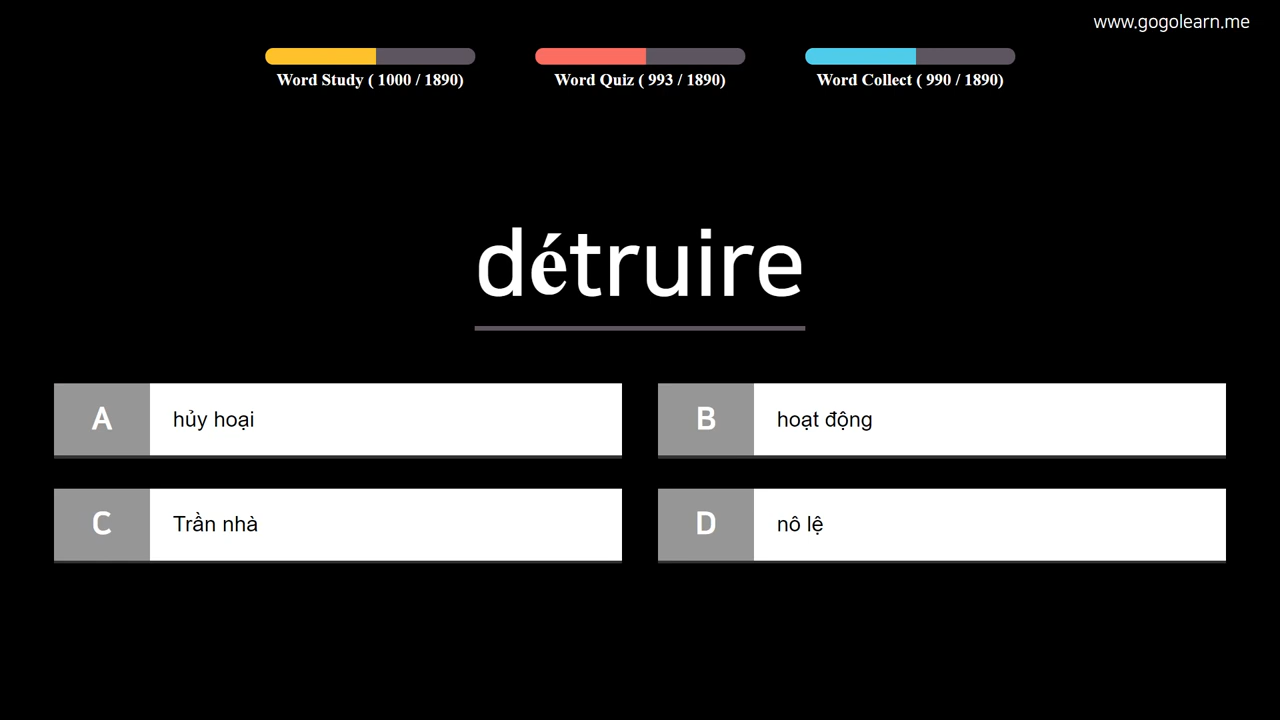 www.gogolearn.me
Word Study ( 1000 / 1890)
Word Quiz ( 993 / 1890)
Word Collect ( 990 / 1890)
détruire
A hủy hoại
B hoạt động
C Trần nhà
D nô lệ